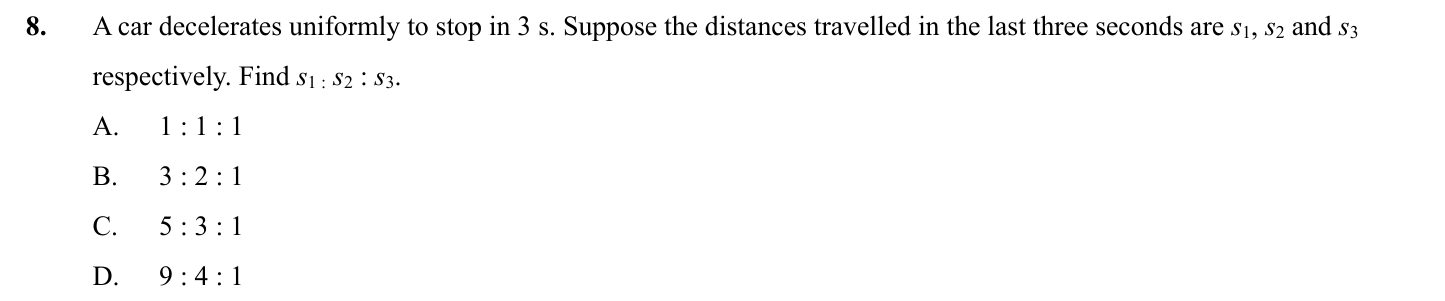 8. A car decelerates uniformly to stop in 3 s. Suppose the distances travelled in the last three seconds are s₁, s₂ and s₃
respectively. Find s₁ : s₂ : s₃.
A. 1 : 1 : 1
B. 3 : 2 : 1
C. 5 : 3 : 1
D. 9 : 4 : 1